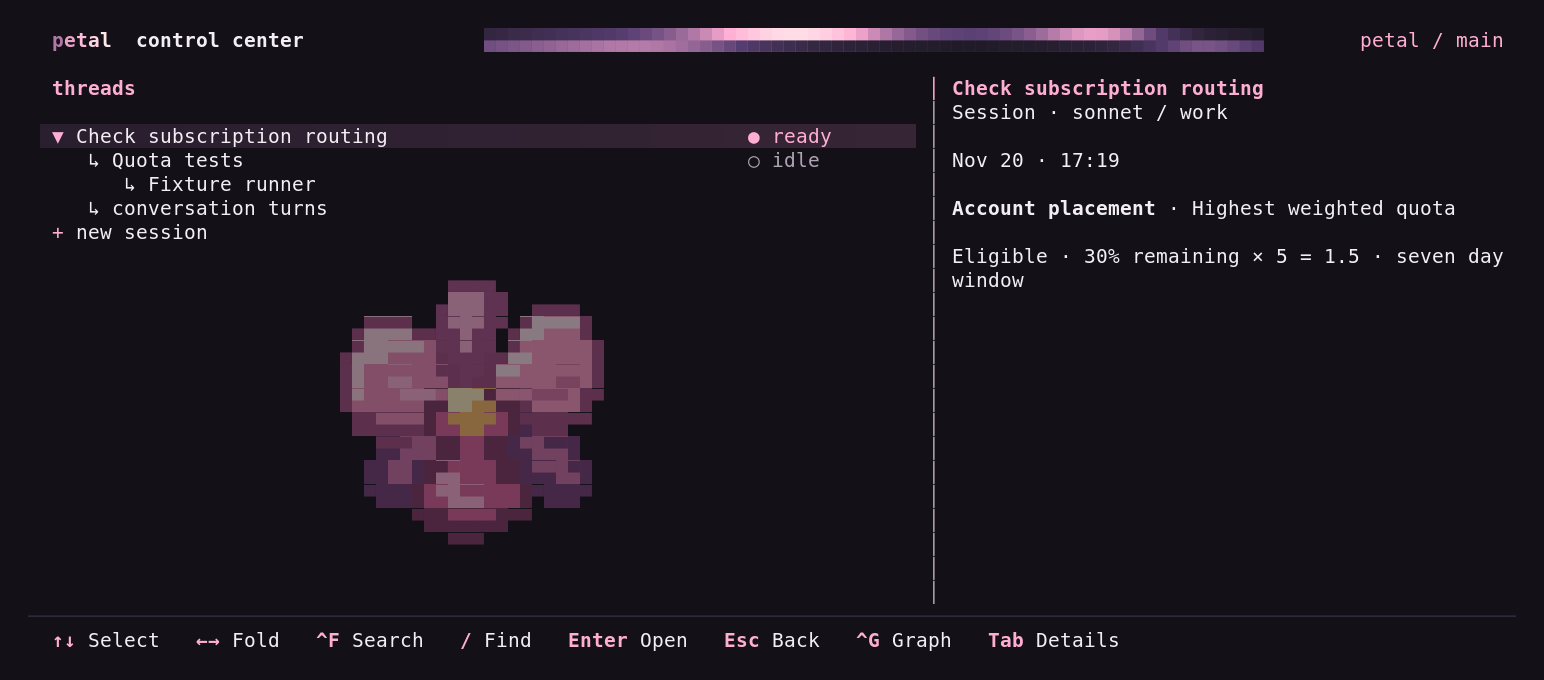 petal control center
petal / main
threads
▼ Check subscription routing ● ready
↳ Quota tests ○ idle
↳ Fixture runner
↳ conversation turns
+ new session
Check subscription routing
Session · sonnet / work
Nov 20 · 17:19
Account placement · Highest weighted quota
Eligible · 30% remaining × 5 = 1.5 · seven day
window
↑↓ Select ←→ Fold ^F Search / Find Enter Open Esc Back ^G Graph Tab Details